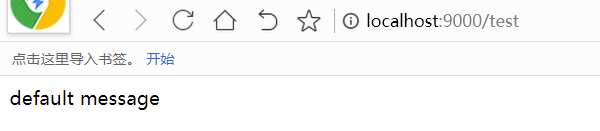 localhost:9000/test
点击这里导入书签。 开始
default message